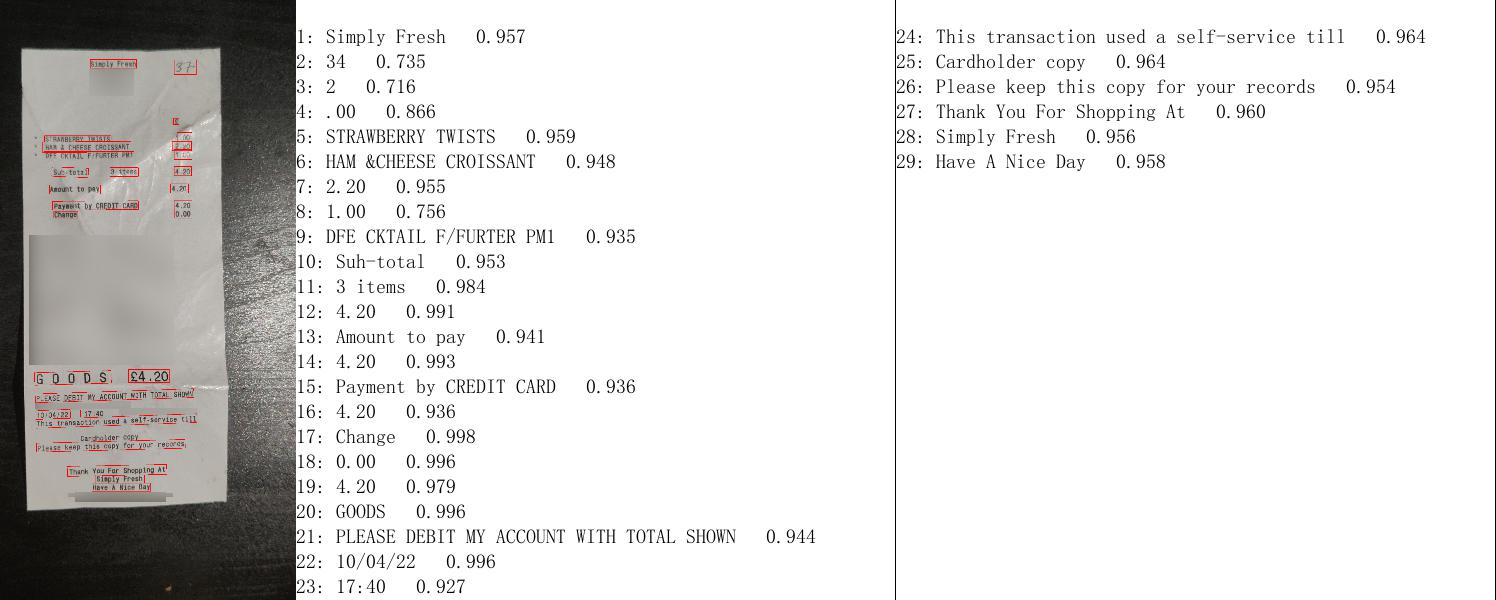 Simply Fresh
37
£
* STRAWBERRY TWISTS 1.00
* HAM & CHEESE CROISSANT 2.20
* DFE CKTAIL F/FURTER PM1 1.00
Sub-total 3 items 4.20
Amount to pay 4.20
Payment by CREDIT CARD 4.20
Change 0.00
GOODS £4.20
PLEASE DEBIT MY ACCOUNT WITH TOTAL SHOWN
10/04/22 17:40
This transaction used a self-service till
Cardholder copy
Please keep this copy for your records.
Thank You For Shopping At
Simply Fresh
Have A Nice Day
1: Simply Fresh 0.957
2: 34 0.735
3: 2 0.716
4: .00 0.866
5: STRAWBERRY TWISTS 0.959
6: HAM &CHEESE CROISSANT 0.948
7: 2.20 0.955
8: 1.00 0.756
9: DFE CKTAIL F/FURTER PM1 0.935
10: Suh-total 0.953
11: 3 items 0.984
12: 4.20 0.991
13: Amount to pay 0.941
14: 4.20 0.993
15: Payment by CREDIT CARD 0.936
16: 4.20 0.936
17: Change 0.998
18: 0.00 0.996
19: 4.20 0.979
20: GOODS 0.996
21: PLEASE DEBIT MY ACCOUNT WITH TOTAL SHOWN 0.944
22: 10/04/22 0.996
23: 17:40 0.927
24: This transaction used a self-service till 0.964
25: Cardholder copy 0.964
26: Please keep this copy for your records 0.954
27: Thank You For Shopping At 0.960
28: Simply Fresh 0.956
29: Have A Nice Day 0.958